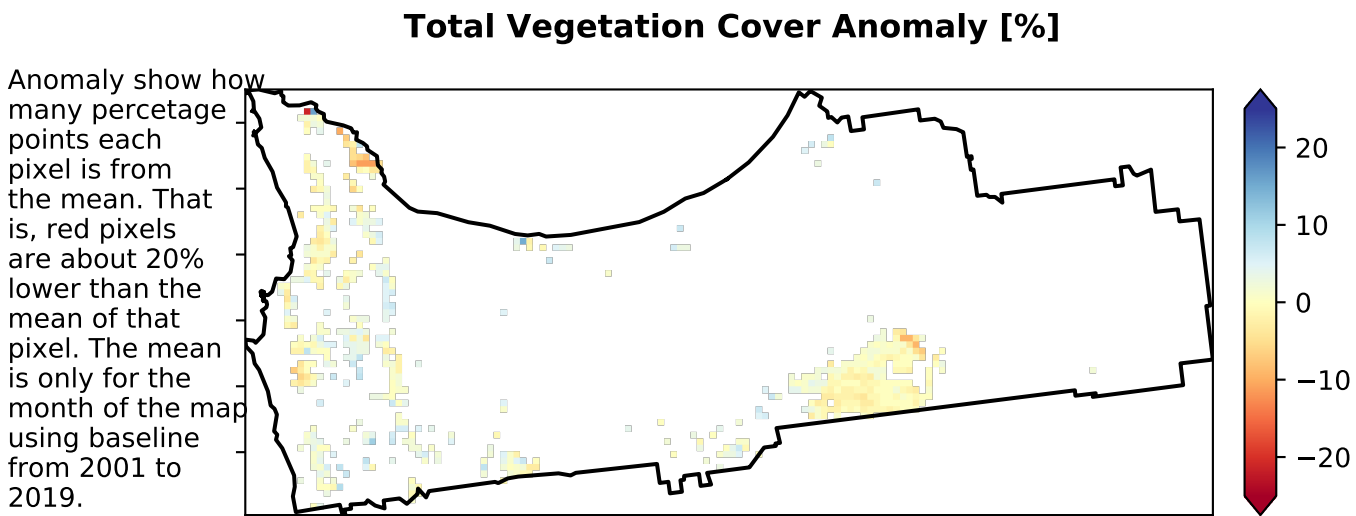 Total Vegetation Cover Anomaly [%]
Anomaly show how
many percetage
points each
pixel is from
the mean. That
is, red pixels
are about 20%
lower than the
mean of that
pixel. The mean
is only for the
month of the map
using baseline
from 2001 to
2019.
20
10
0
−10
−20